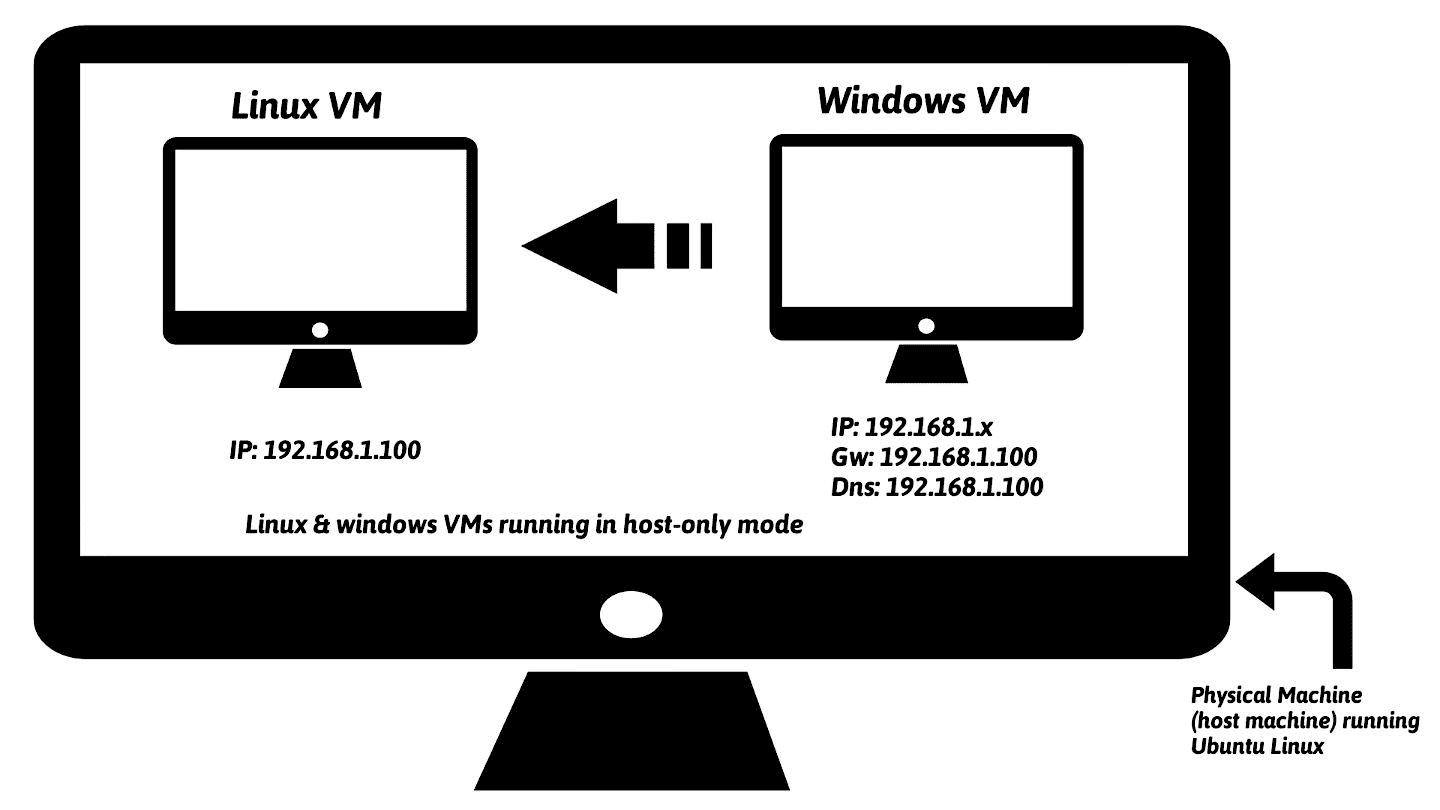 Linux VM
Windows VM
IP: 192.168.1.100
IP: 192.168.1.x
Gw: 192.168.1.100
Dns: 192.168.1.100
Linux & windows VMs running in host-only mode
Physical Machine
(host machine) running
Ubuntu Linux